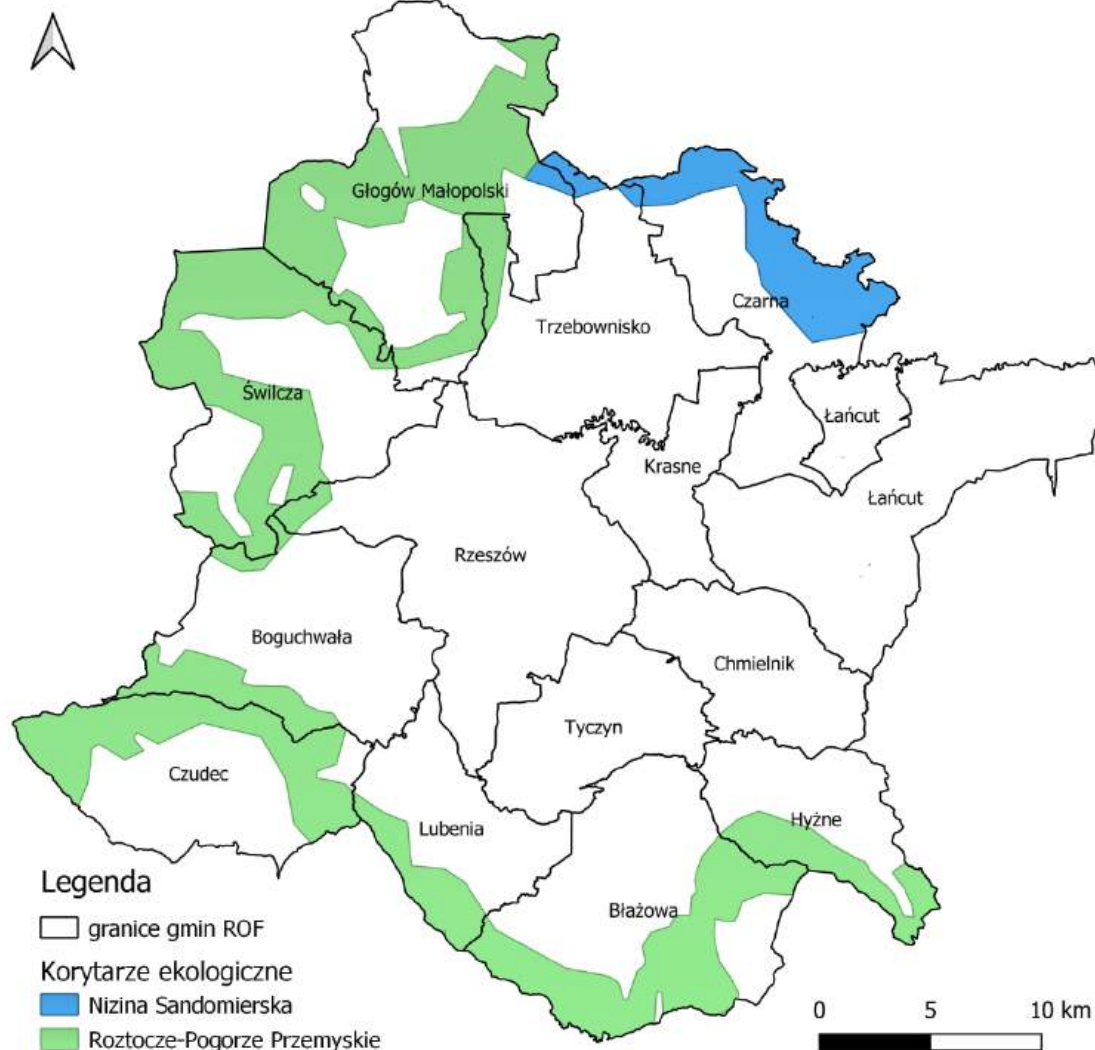 Głogów Małopolski
Czarna
Trzebownisko
Świlcza
Łańcut
Krasne
Łańcut
Rzeszów
Boguchwała
Chmielnik
Tyczyn
Czudec
Hyżne
Lubenia
Błażowa
Legenda
granice gmin ROF
Korytarze ekologiczne
Nizina Sandomierska
Roztocze-Pogorze Przemyskie
0 5 10 km